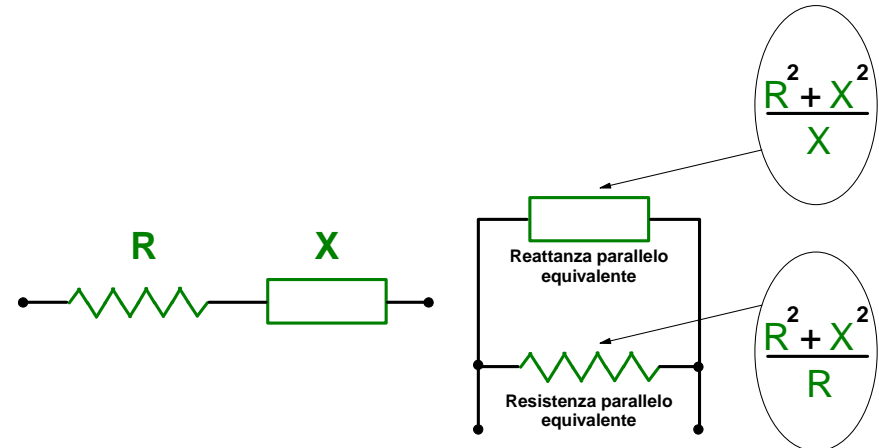 R X
R² + X²
X
Reattanza parallelo
equivalente
R² + X²
R
Resistenza parallelo
equivalente